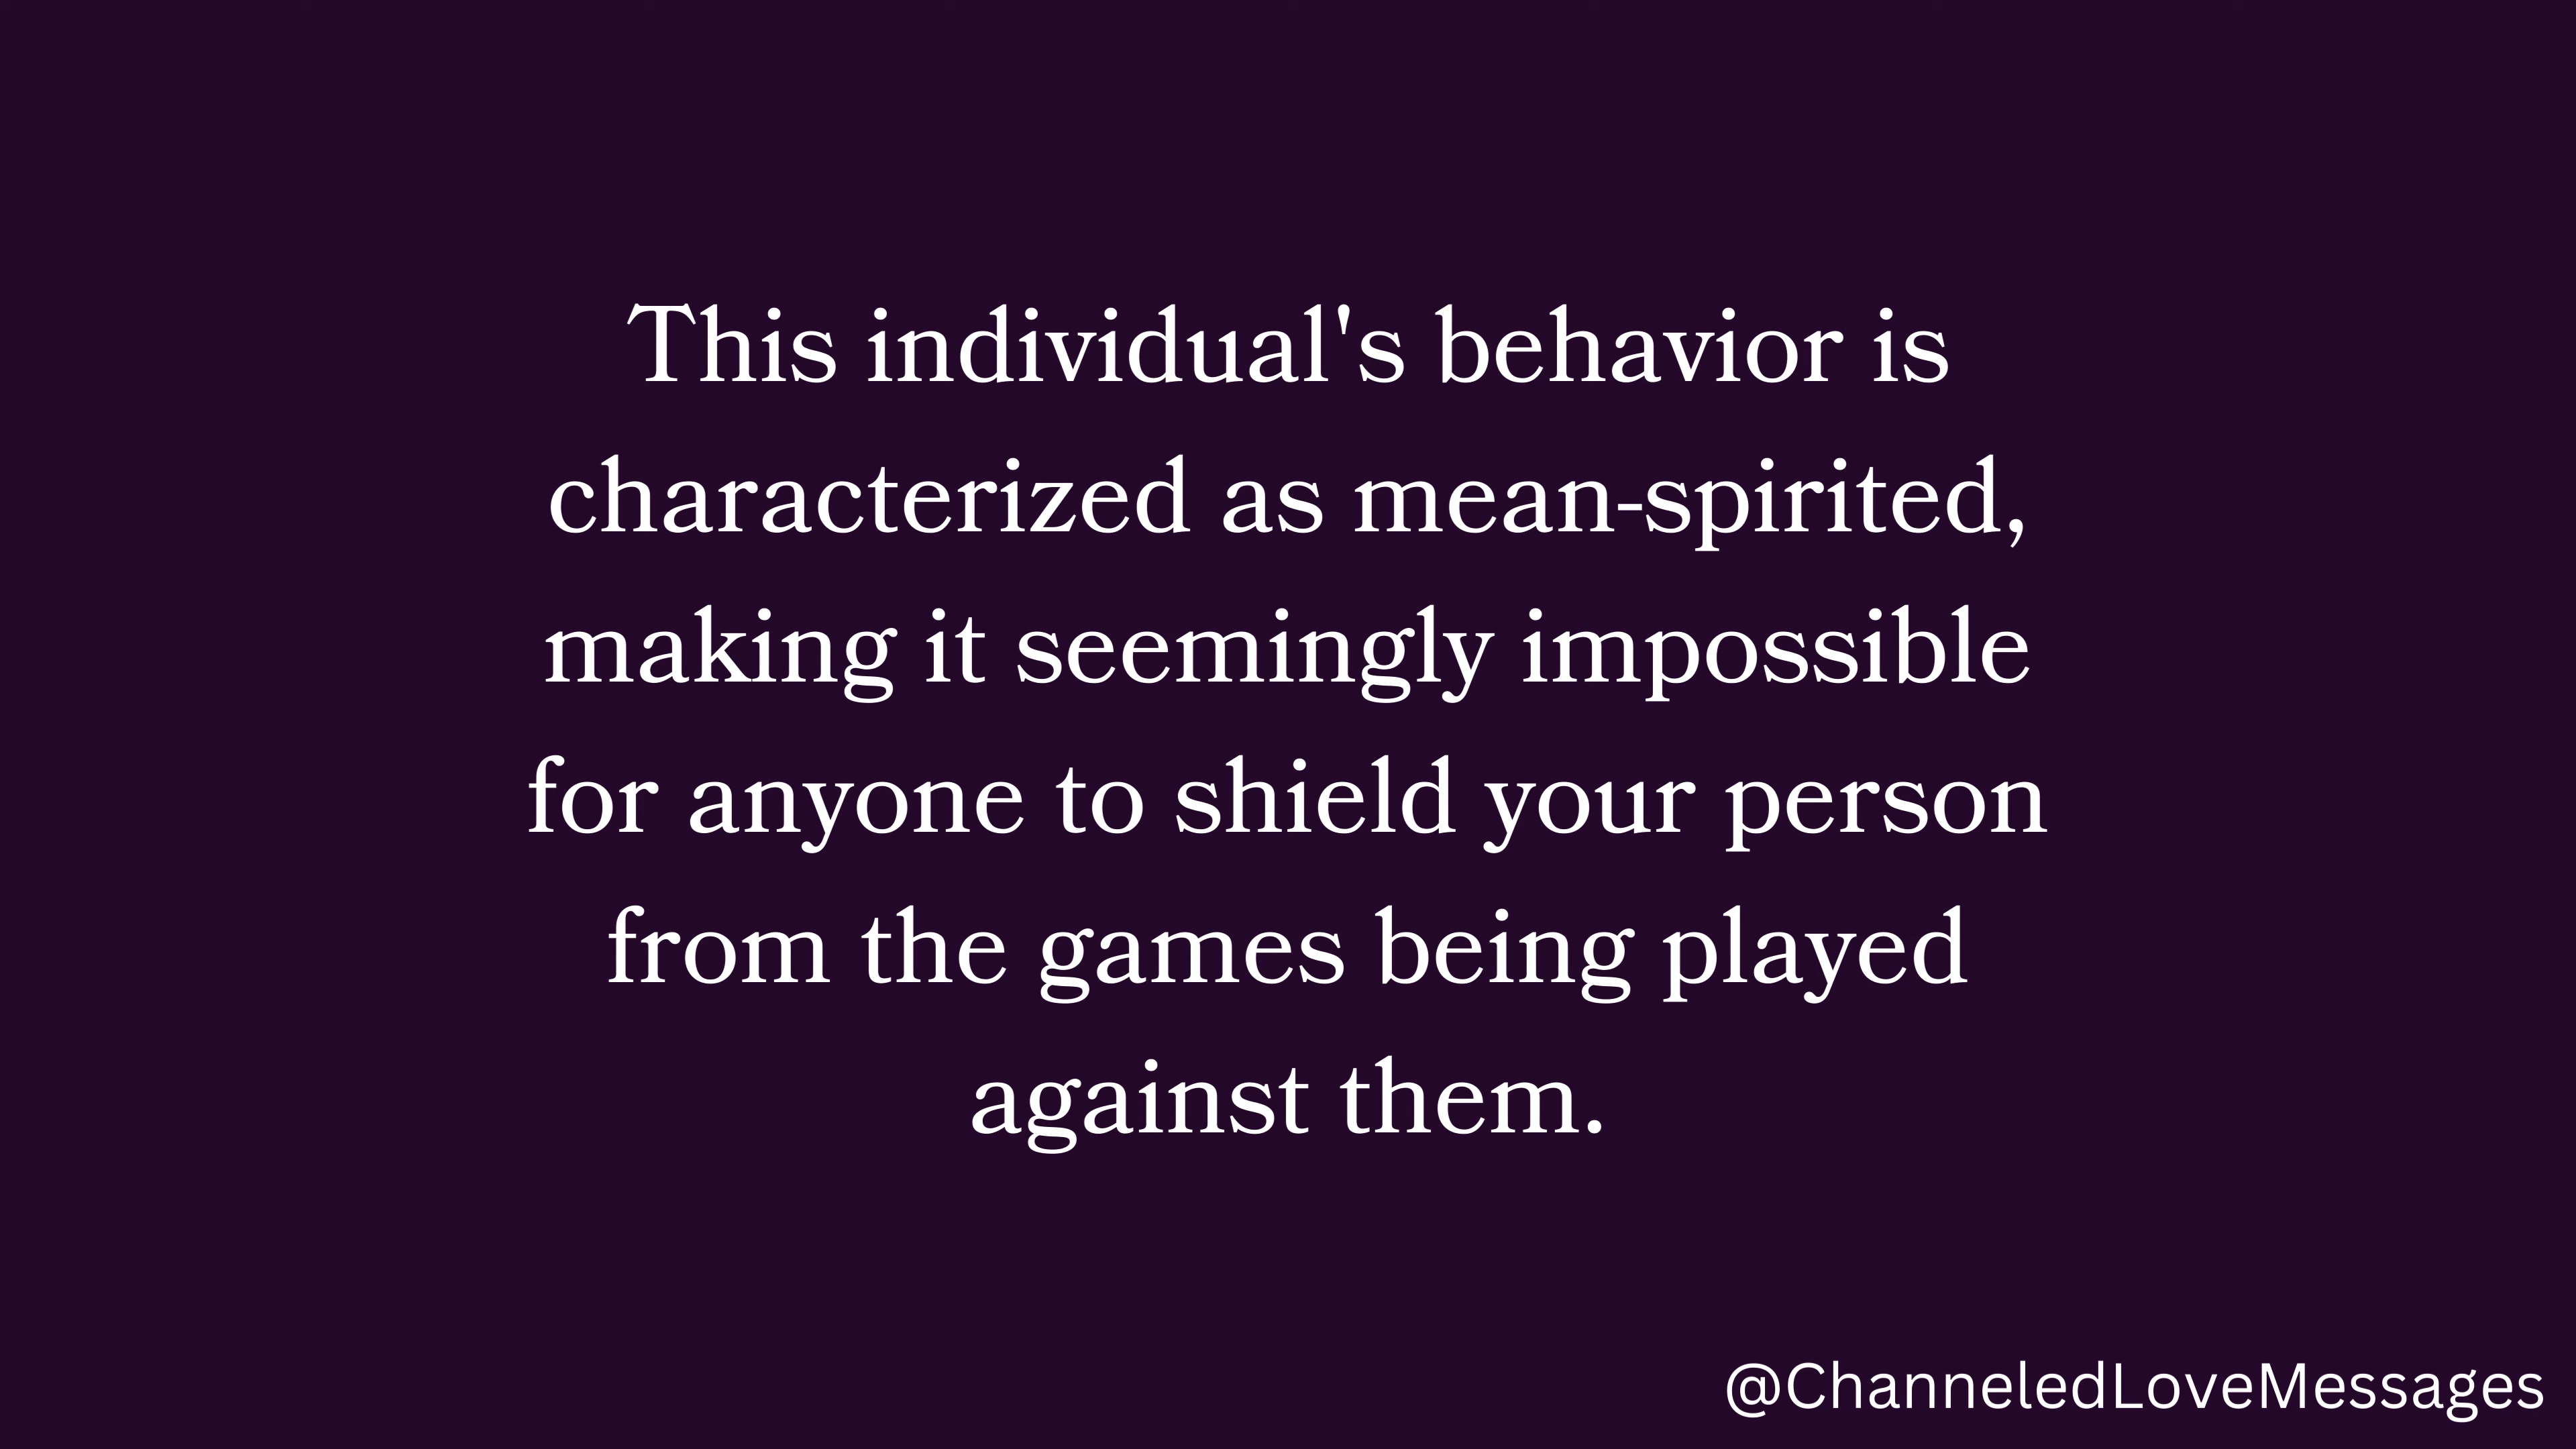 This individual's behavior is
characterized as mean-spirited,
making it seemingly impossible
for anyone to shield your person
from the games being played
against them.
@ChanneledLoveMessages